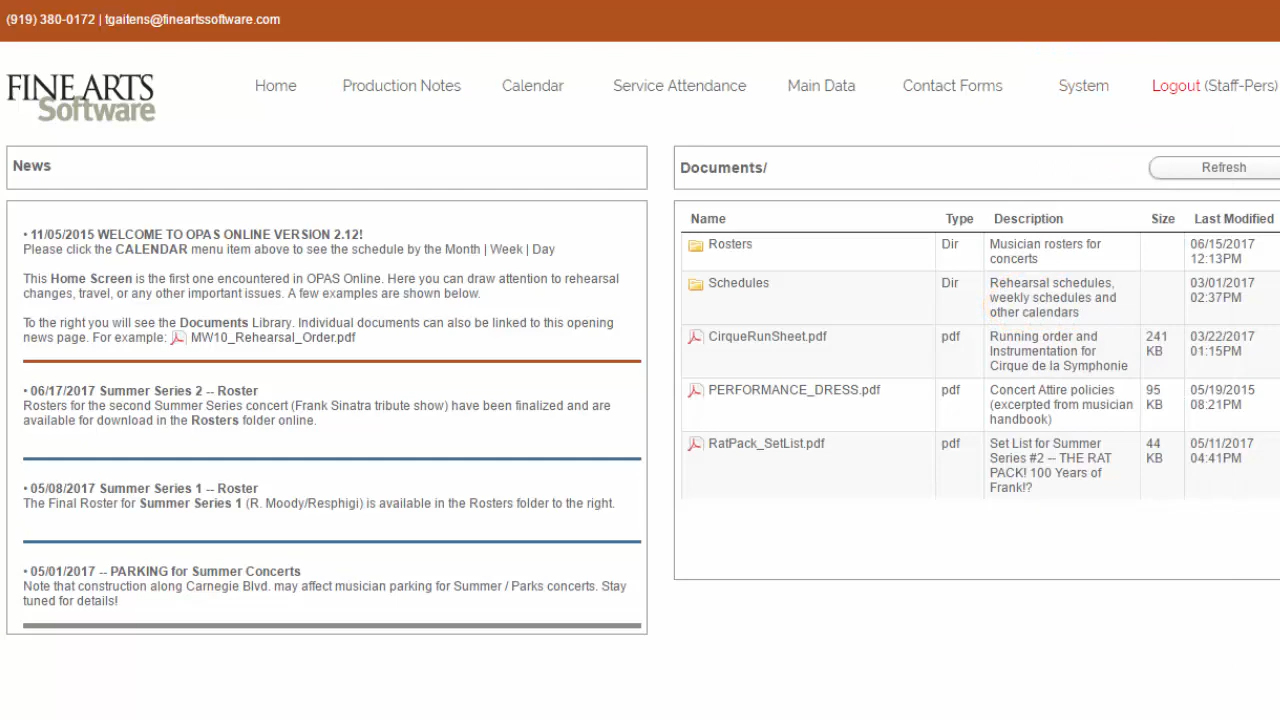 (919) 380-0172 | tgaitens@fineartssoftware.com
FINE ARTS
Software
Home
Production Notes
Calendar
Service Attendance
Main Data
Contact Forms
System
Logout (Staff-Pers)
News
• 11/05/2015 WELCOME TO OPAS ONLINE VERSION 2.12!
Please click the CALENDAR menu item above to see the schedule by the Month | Week | Day
This Home Screen is the first one encountered in OPAS Online. Here you can draw attention to rehearsal
changes, travel, or any other important issues. A few examples are shown below.
To the right you will see the Documents Library. Individual documents can also be linked to this opening
news page. For example: MW10_Rehearsal_Order.pdf
• 06/17/2017 Summer Series 2 -- Roster
Rosters for the second Summer Series concert (Frank Sinatra tribute show) have been finalized and are
available for download in the Rosters folder online.
• 05/08/2017 Summer Series 1 -- Roster
The Final Roster for Summer Series 1 (R. Moody/Resphigi) is available in the Rosters folder to the right.
• 05/01/2017 -- PARKING for Summer Concerts
Note that construction along Carnegie Blvd. may affect musician parking for Summer / Parks concerts. Stay
tuned for details!
Documents/
Refresh
Name Type Description Size Last Modified
Rosters Dir Musician rosters for 06/15/2017
concerts 12:13PM
Schedules Dir Rehearsal schedules, 03/01/2017
weekly schedules and 02:37PM
other calendars
CirqueRunSheet.pdf pdf Running order and 241 03/22/2017
Instrumentation for KB 01:15PM
Cirque de la Symphonie
PERFORMANCE_DRESS.pdf pdf Concert Attire policies 95 05/19/2015
(excerpted from musician KB 08:21PM
handbook)
RatPack_SetList.pdf pdf Set List for Summer 44 05/11/2017
Series #2 -- THE RAT KB 04:41PM
PACK! 100 Years of
Frank!?